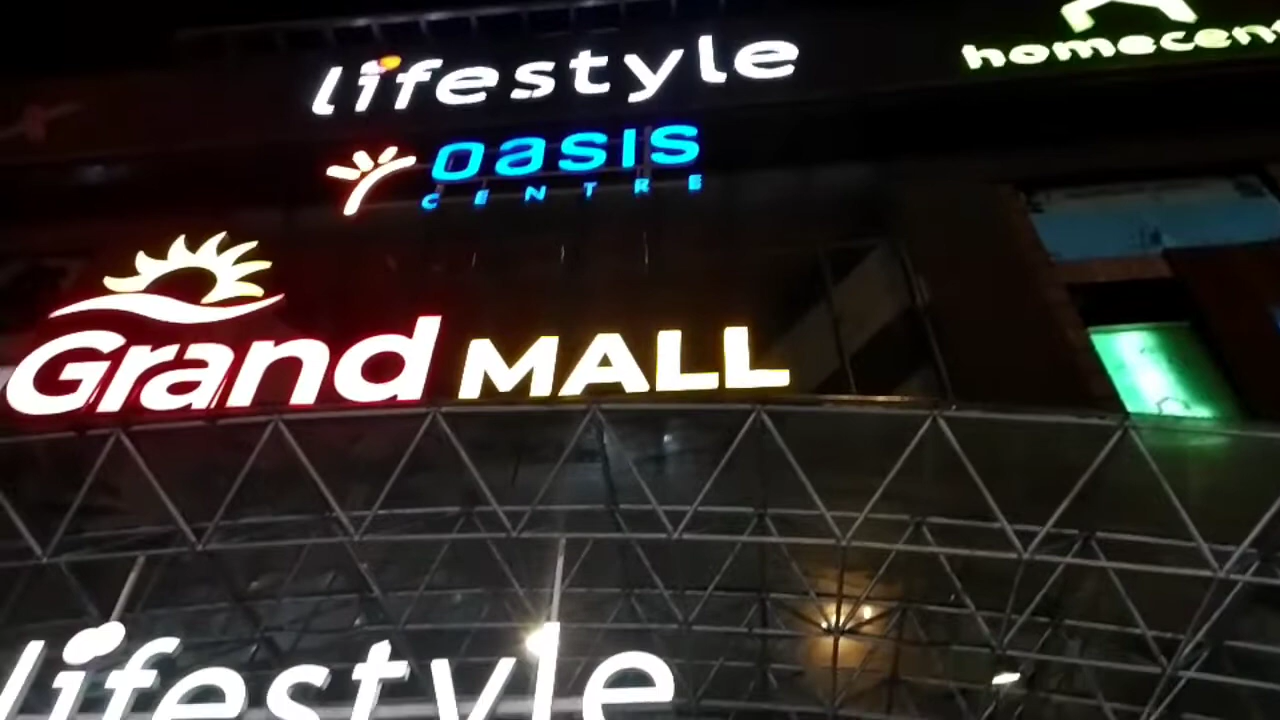 lifestyle
homecen
oasis
CENTRE
Grand MALL
lifestyle